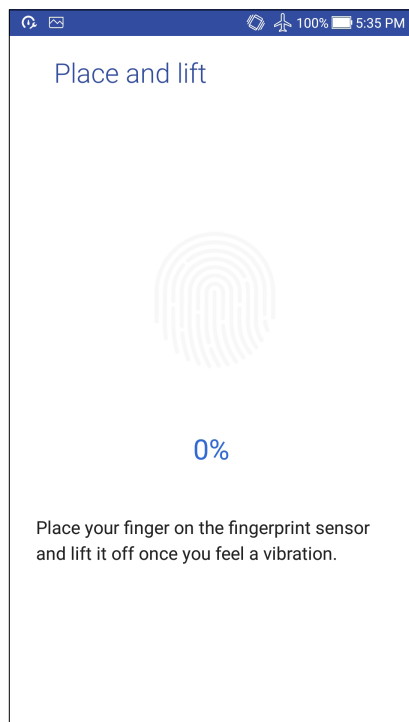 100% 5:35 PM
Place and lift
0%
Place your finger on the fingerprint sensor
and lift it off once you feel a vibration.